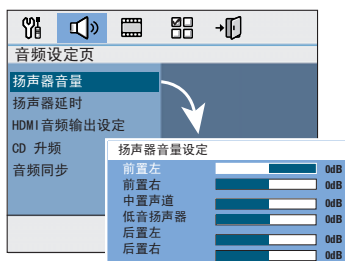 音频设定页
扬声器音量
扬声器延时
HDMI音频输出设定
CD 升频
音频同步
扬声器音量设定
前置左 0dB
前置右 0dB
中置声道 0dB
低音扬声器 0dB
后置左 0dB
后置右 0dB